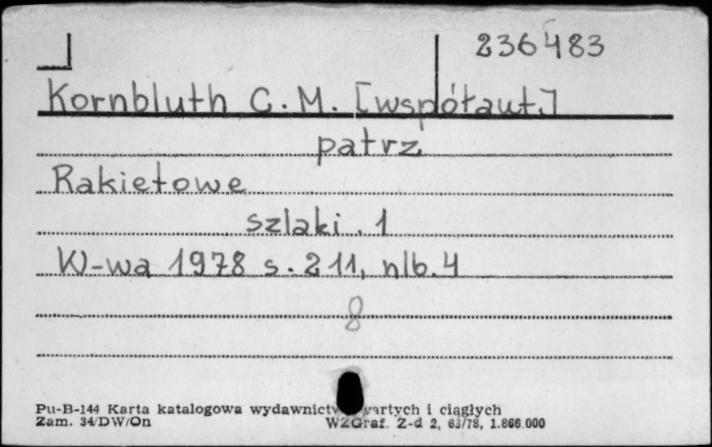 236483
Kornbluth C. M. [współaut.]
patrz
Rakietowe
szlaki . 1
W-wa 1978 s. 211, nlb. 4
8
Pu-B-144 Karta katalogowa wydawnictw zwartych i ciągłych
Zam. 34/DW/On WZGraf. Z-d 2, 63/78, 1.866.000